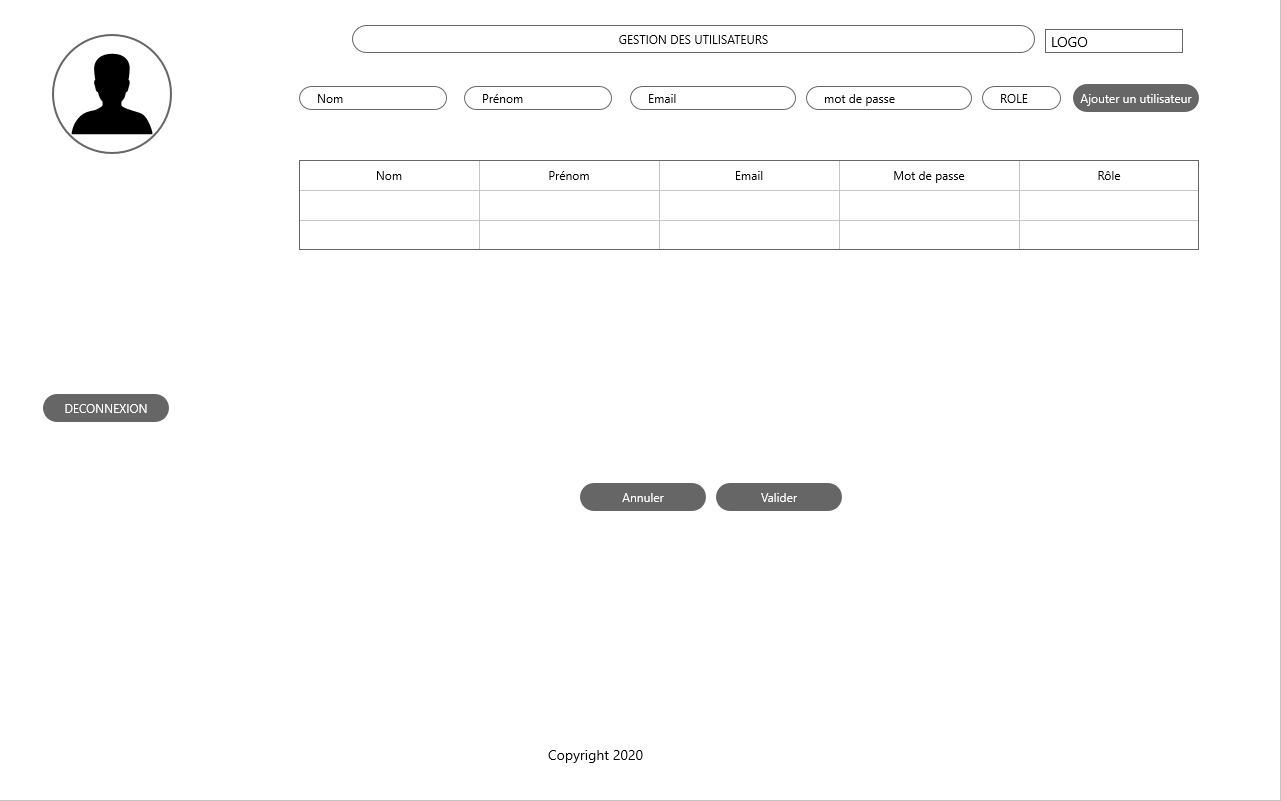 GESTION DES UTILISATEURS
LOGO
Nom Prénom Email mot de passe ROLE Ajouter un utilisateur
Nom Prénom Email Mot de passe Rôle
DECONNEXION
Annuler Valider
Copyright 2020